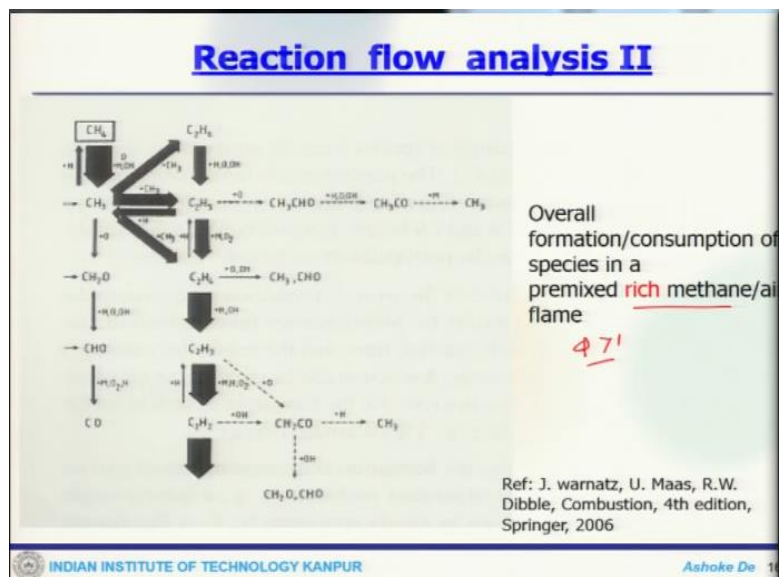 Reaction flow analysis II
CH₄ C₂H₆
+H O +H,OH +CH₃ +H,O,OH
+CH₃ +O +H,O,OH +M
CH₃ C₂H₅ CH₃CHO CH₃CO CH₃
+H
+O +CH₃ +H +M,O₂
+O,OH
CH₂O C₂H₄ CH₃,CHO
+H,O,OH +H,OH
CHO C₂H₃
+M,O₂,H +H +M,H,O₂ +O
+OH +H
CO C₂H₂ CH₂CO CH₃
+OH
CH₂O,CHO
Overall
formation/consumption of
species in a
premixed rich methane/ai
flame
Φ >1
Ref: J. warnatz, U. Maas, R.W.
Dibble, Combustion, 4th edition,
Springer, 2006
INDIAN INSTITUTE OF TECHNOLOGY KANPUR Ashoke De